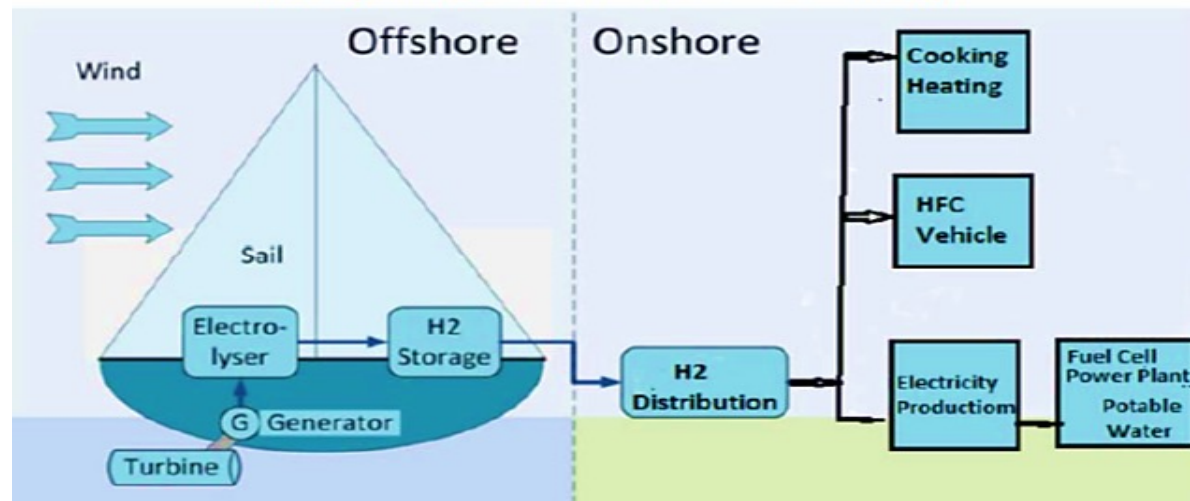 Offshore
Onshore
Wind
Sail
Electro-
lyser
H2
Storage
G
Generator
Turbine
H2
Distribution
Cooking
Heating
HFC
Vehicle
Electricity
Productiom
Fuel Cell
Power Plant
Potable
Water